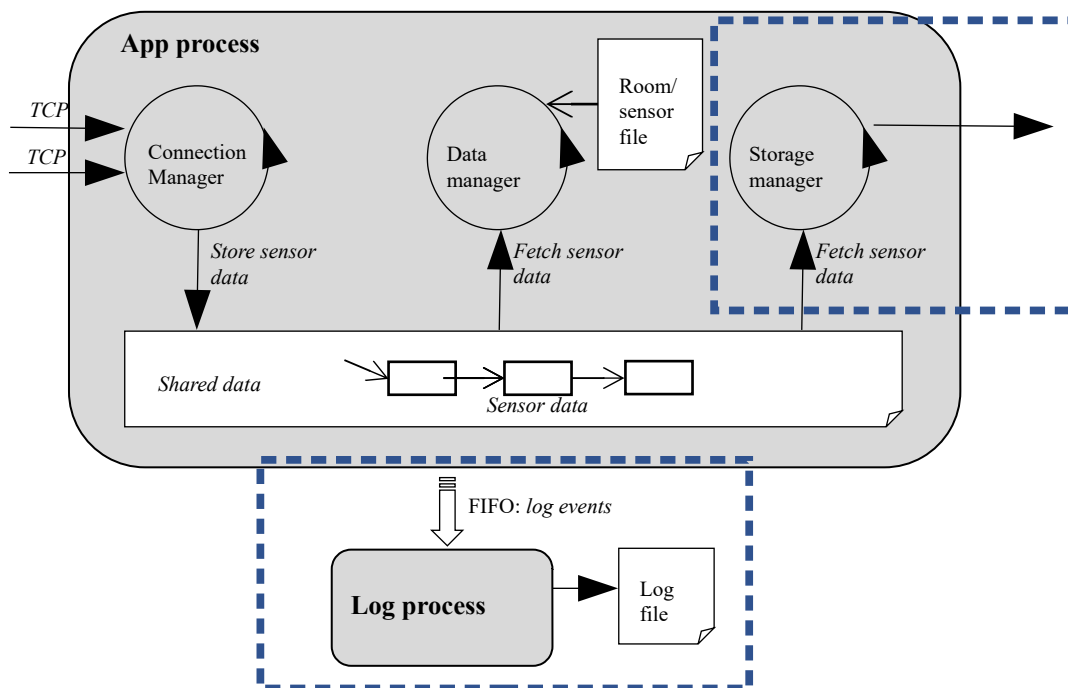 App process
TCP
TCP
Connection
Manager
Data
manager
Room/
sensor
file
Storage
manager
Store sensor
data
Fetch sensor
data
Fetch sensor
data
Shared data
Sensor data
FIFO: log events
Log process
Log
file